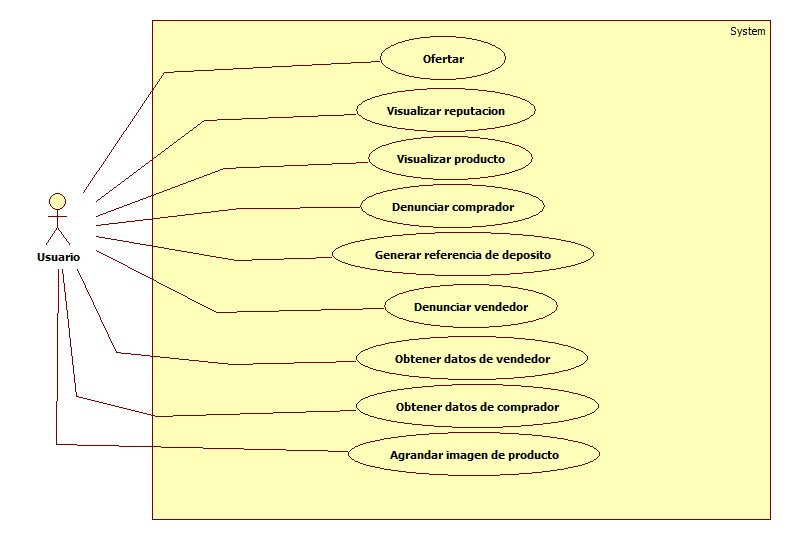 System
Ofertar
Visualizar reputacion
Visualizar producto
Denunciar comprador
Usuario
Generar referencia de deposito
Denunciar vendedor
Obtener datos de vendedor
Obtener datos de comprador
Agrandar imagen de producto